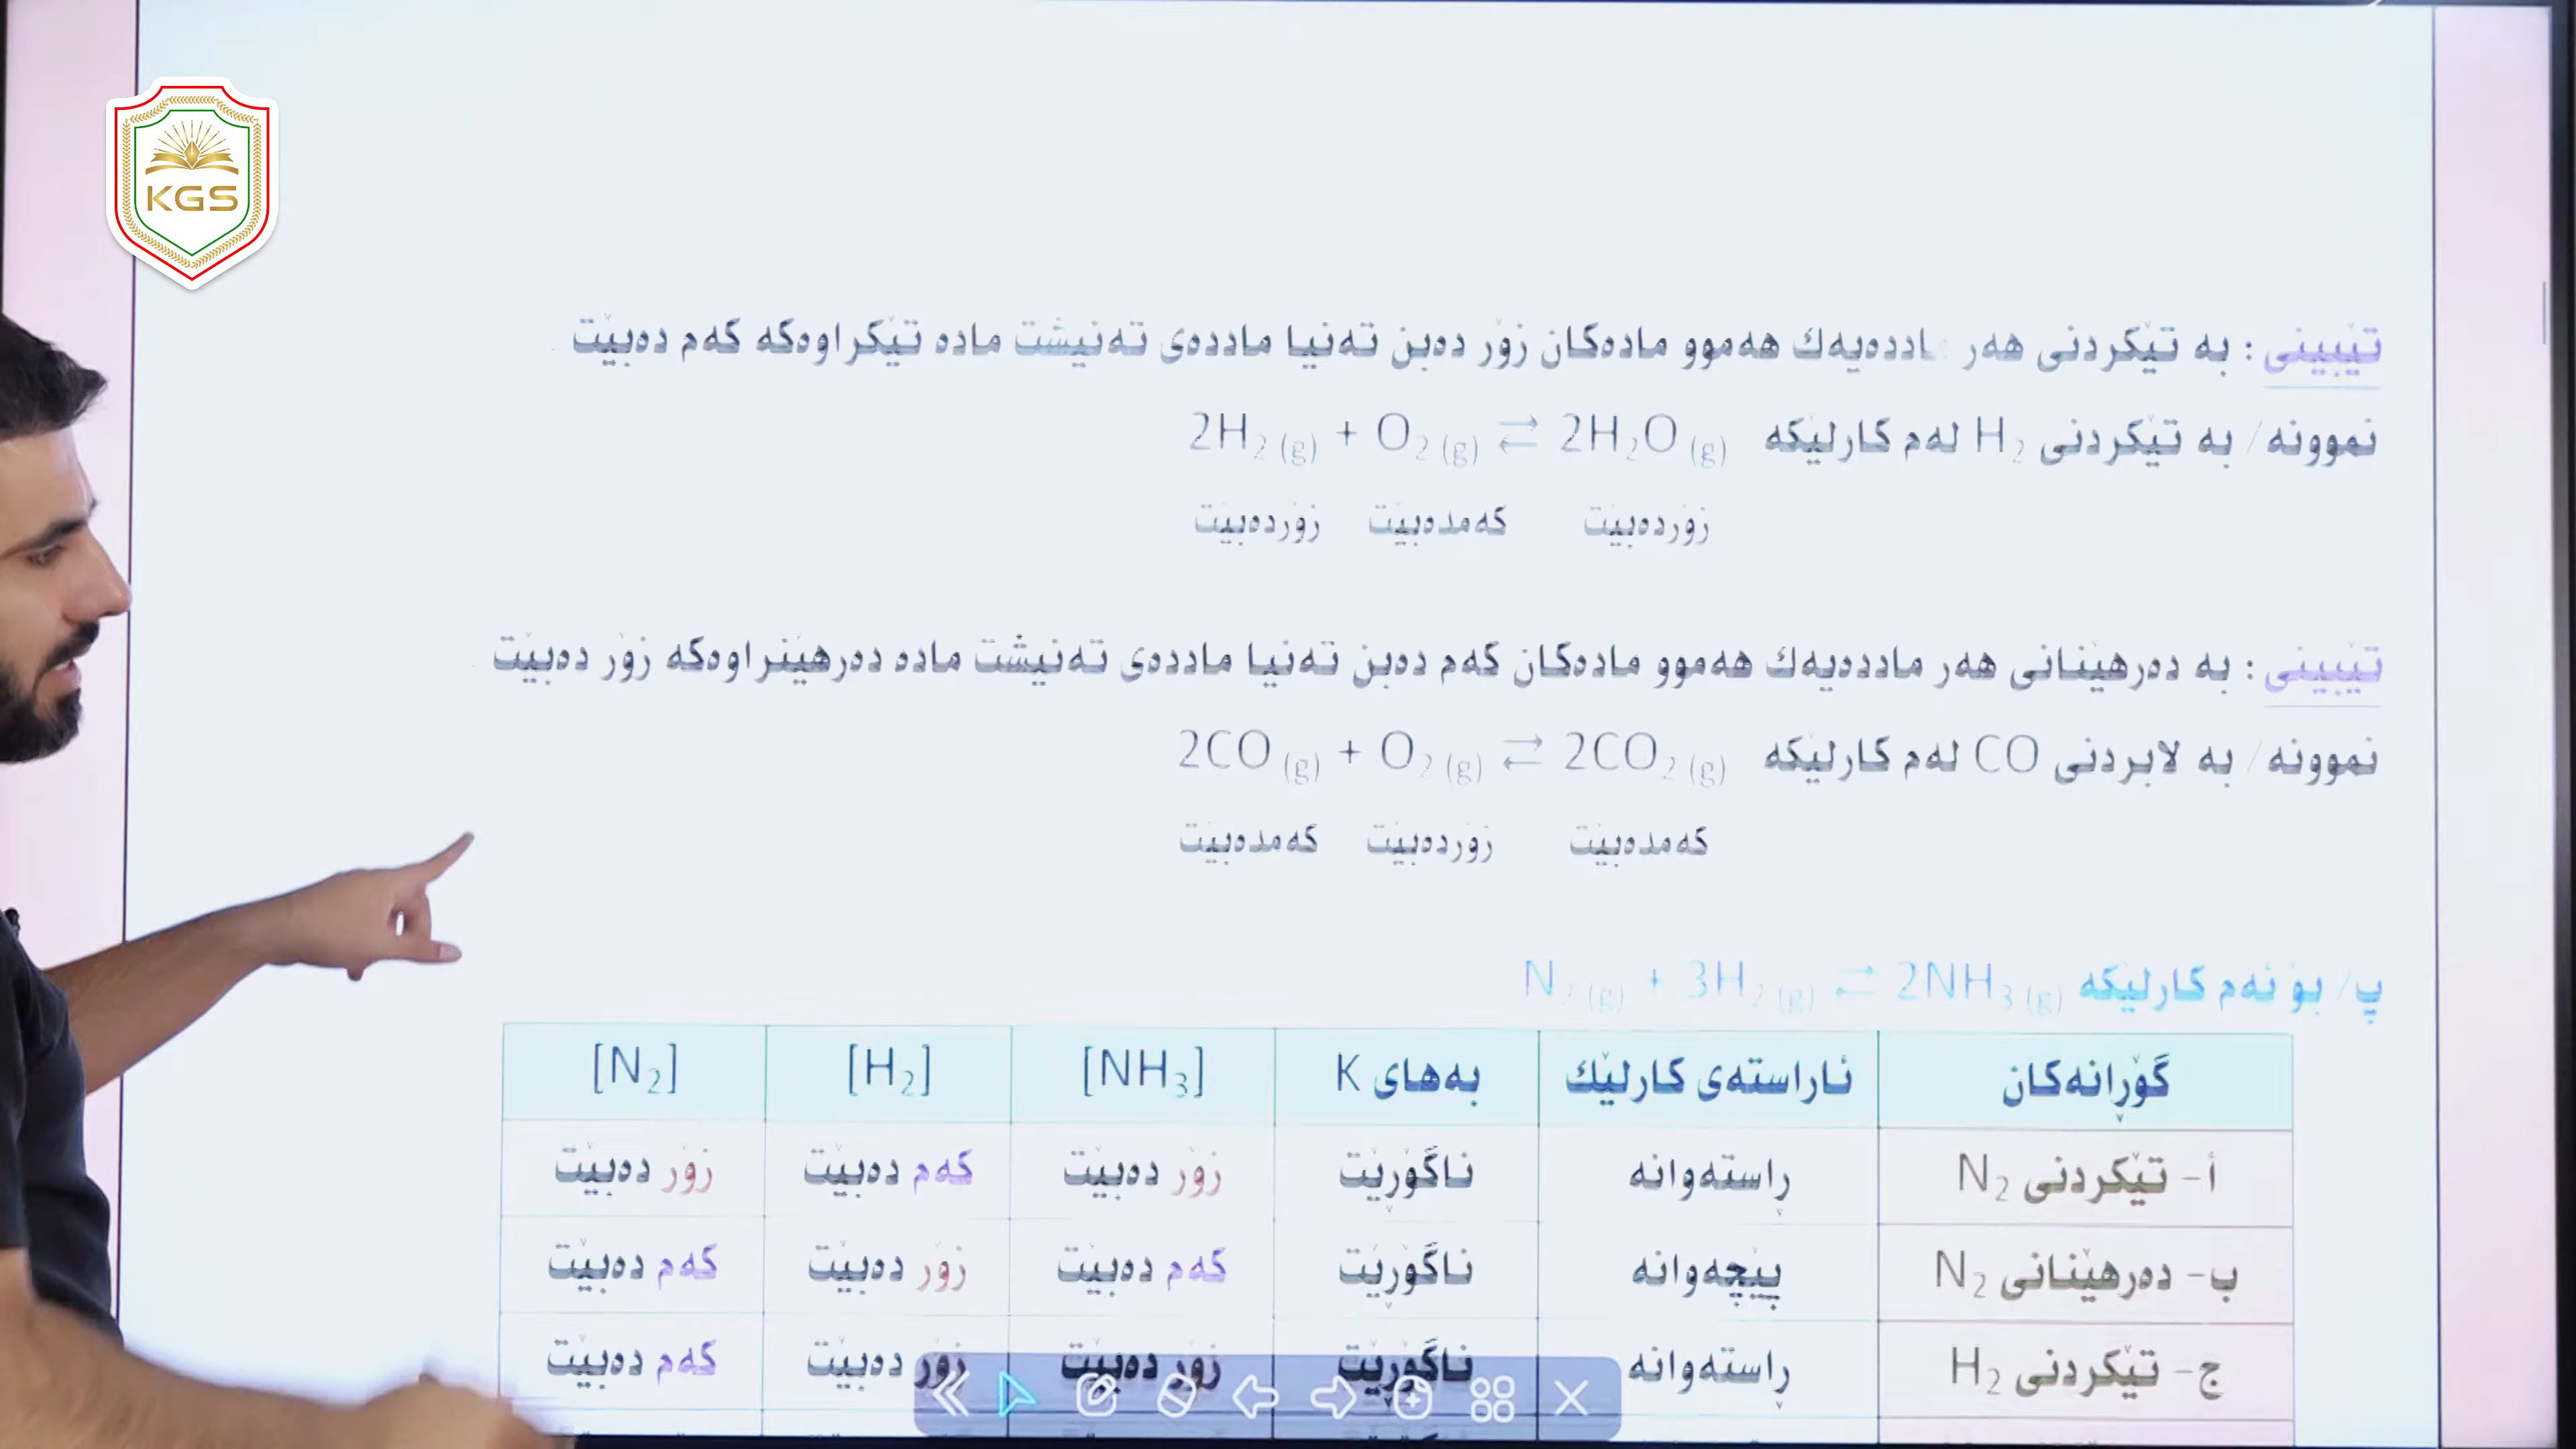 KGS
تێبینی : بە تێکردنی هەر ماددەیەك هەموو مادەکان زۆر دەبن تەنیا ماددەی تەنیشت مادە تێکراوەکە کەم دەبێت
نموونە/ بە تێکردنی H₂ لەم کارلێکە 2H₂ (g) + O₂ (g) ⇄ 2H₂O (g)
زۆردەبێت کەمدەبێت زۆردەبێت
تێبینی : بە دەرهێنانی هەر ماددەیەك هەموو مادەکان کەم دەبن تەنیا ماددەی تەنیشت مادە دەرهێنراوەکە زۆر دەبێت
نموونە/ بە لابردنی CO لەم کارلێکە 2CO (g) + O₂ (g) ⇄ 2CO₂ (g)
کەمدەبێت زۆردەبێت کەمدەبێت
پ/ بۆ ئەم کارلێکە N₂ (g) + 3H₂ (g) ⇄ 2NH₃ (g)
گۆڕانەکان ئاراستەی کارلێك بەهای K [NH₃] [H₂] [N₂]
أ- تێکردنی N₂ ڕاستەوانە ناگۆڕێت زۆر دەبێت کەم دەبێت زۆر دەبێت
ب- دەرهێنانی N₂ پێچەوانە ناگۆڕێت کەم دەبێت زۆر دەبێت کەم دەبێت
ج- تێکردنی H₂ ڕاستەوانە ناگۆڕێت زۆر دەبێت زۆر دەبێت کەم دەبێت